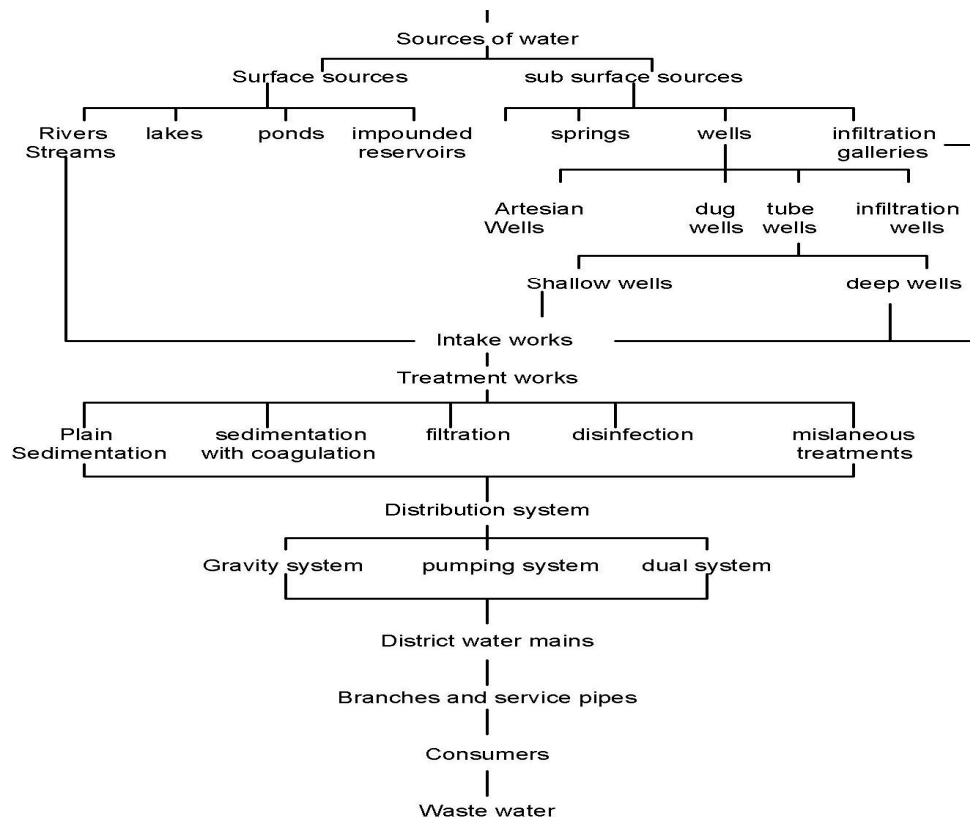 Sources of water
Surface sources
sub surface sources
Rivers
Streams
lakes
ponds
impounded
reservoirs
springs
wells
infiltration
galleries
Artesian
Wells
dug
wells
tube
wells
infiltration
wells
Shallow wells
deep wells
Intake works
Treatment works
Plain
Sedimentation
sedimentation
with coagulation
filtration
disinfection
mislaneous
treatments
Distribution system
Gravity system
pumping system
dual system
District water mains
Branches and service pipes
Consumers
Waste water